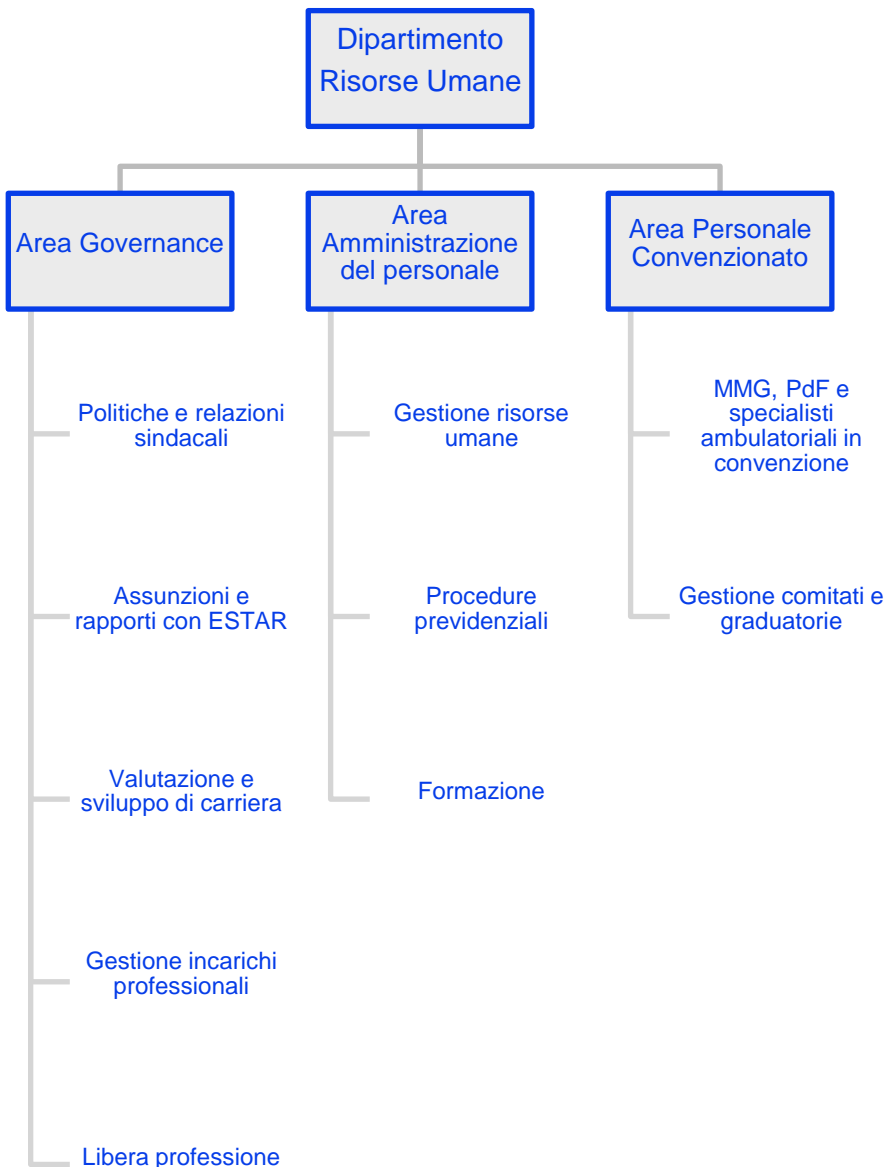 Dipartimento
Risorse Umane
Area Governance
Area
Amministrazione
del personale
Area Personale
Convenzionato
Politiche e relazioni
sindacali
Assunzioni e
rapporti con ESTAR
Valutazione e
sviluppo di carriera
Gestione incarichi
professionali
Libera professione
Gestione risorse
umane
Procedure
previdenziali
Formazione
MMG, PdF e
specialisti
ambulatoriali in
convenzione
Gestione comitati e
graduatorie